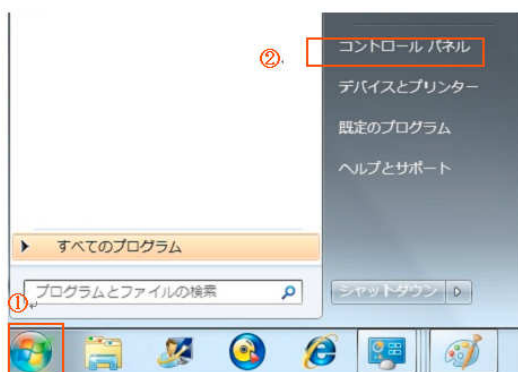 ②.
コントロール パネル
デバイスとプリンター
既定のプログラム
ヘルプとサポート
すべてのプログラム
①
プログラムとファイルの検索
シャットダウン